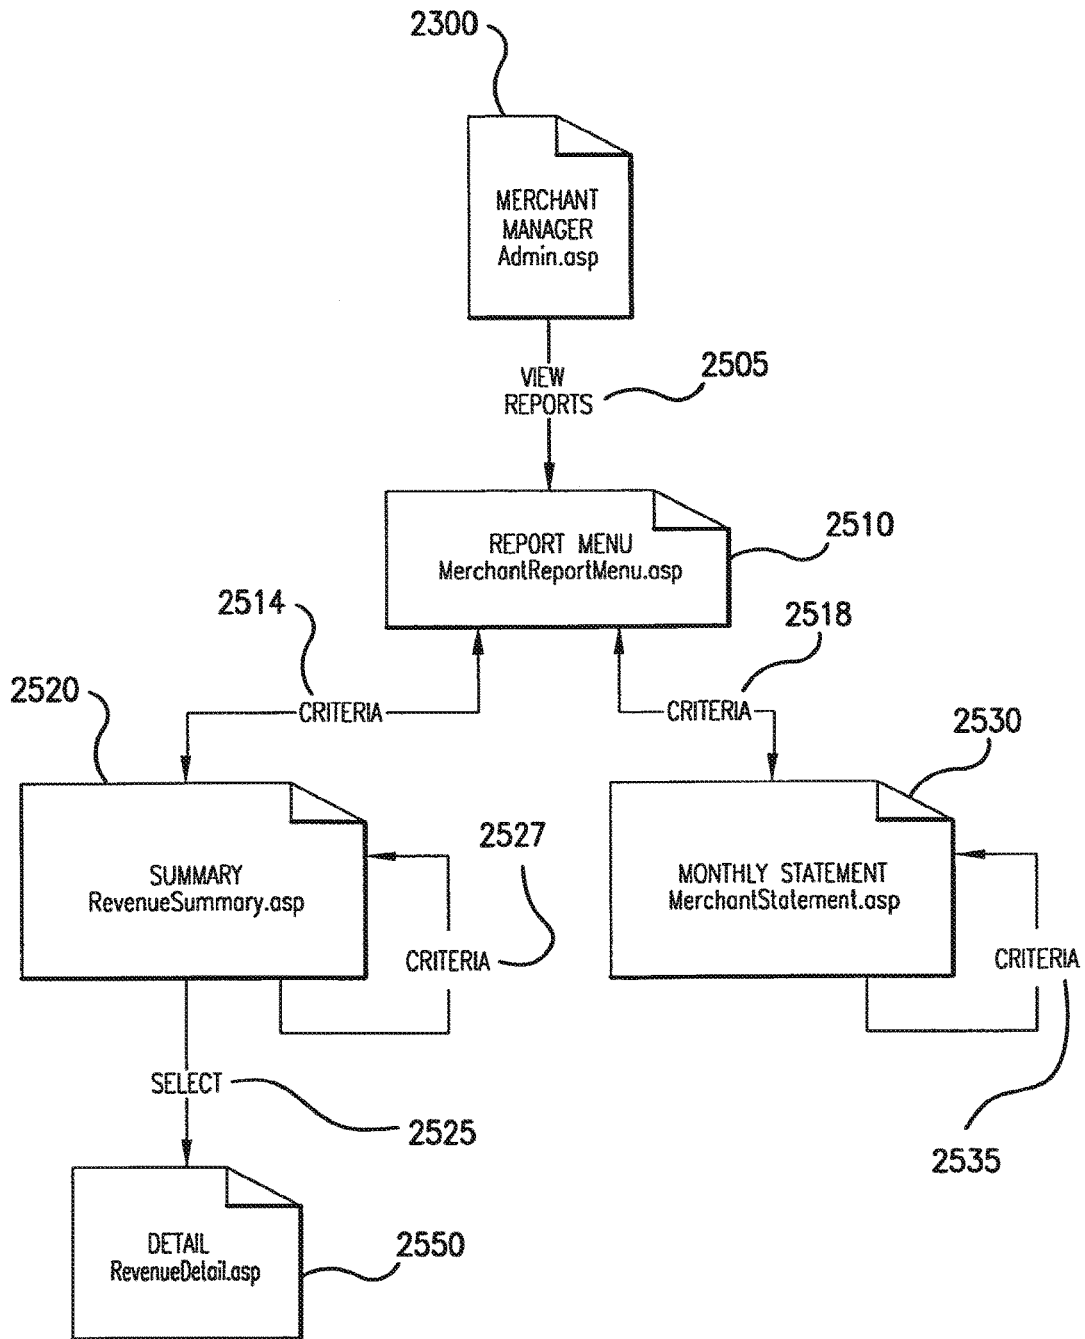 2300
MERCHANT
MANAGER
Admin.asp
2505
VIEW
REPORTS
2510
REPORT MENU
MerchantReportMenu.asp
2514
2518
2520
CRITERIA
CRITERIA
2530
2527
SUMMARY
RevenueSummary.asp
MONTHLY STATEMENT
MerchantStatement.asp
CRITERIA
CRITERIA
SELECT
2525
2535
DETAIL
RevenueDetail.asp
2550